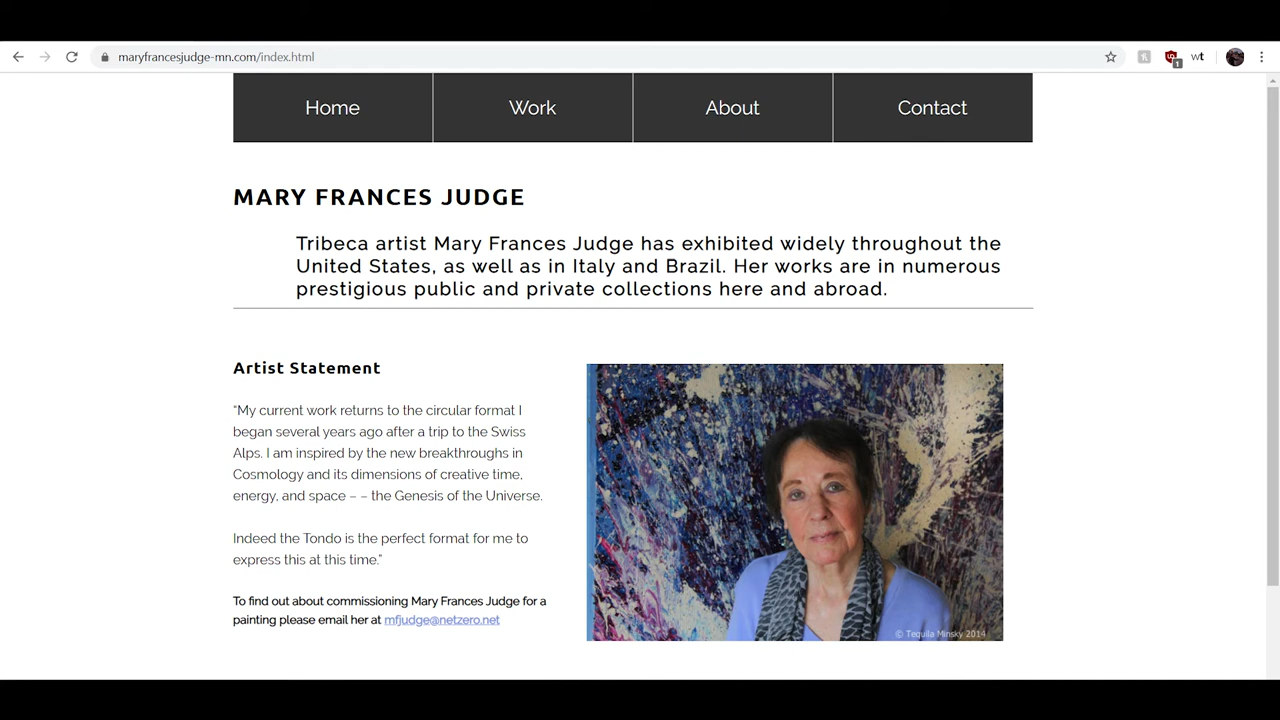 maryfrancesjudge-mn.com/index.html
1
wt
Home
Work
About
Contact
MARY FRANCES JUDGE
Tribeca artist Mary Frances Judge has exhibited widely throughout the
United States, as well as in Italy and Brazil. Her works are in numerous
prestigious public and private collections here and abroad.
Artist Statement
“My current work returns to the circular format I
began several years ago after a trip to the Swiss
Alps. I am inspired by the new breakthroughs in
Cosmology and its dimensions of creative time,
energy, and space – – the Genesis of the Universe.
Indeed the Tondo is the perfect format for me to
express this at this time.”
To find out about commissioning Mary Frances Judge for a
painting please email her at mfjudge@netzero.net
© Tequila Minsky 2014